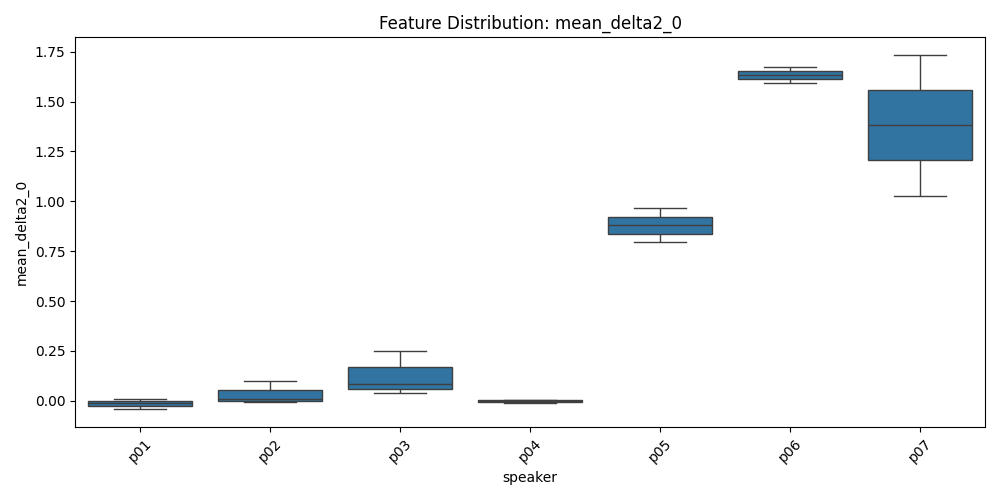 Feature Distribution: mean_delta2_0
mean_delta2_0
1.75
1.50
1.25
1.00
0.75
0.50
0.25
0.00
p01
p02
p03
p04
p05
p06
p07
speaker